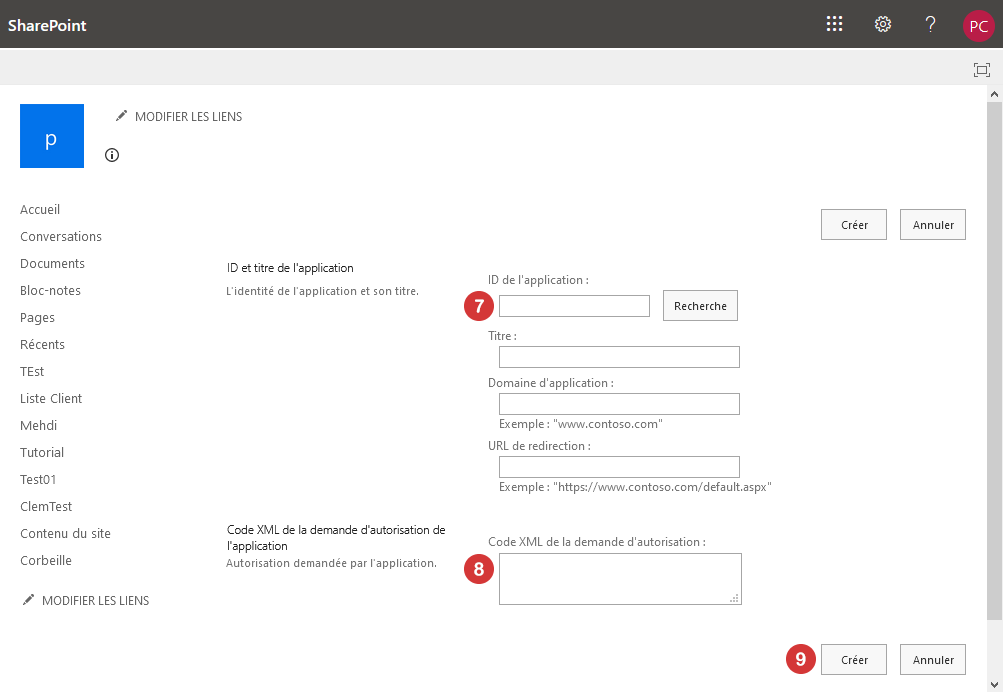 SharePoint
?
PC
p
MODIFIER LES LIENS
Accueil
Conversations
Documents
Bloc-notes
Pages
Récents
TEst
Liste Client
Mehdi
Tutorial
Test01
ClemTest
Contenu du site
Corbeille
MODIFIER LES LIENS
Créer
Annuler
ID et titre de l'application
L'identité de l'application et son titre.
ID de l'application :
7
Recherche
Titre :
Domaine d'application :
Exemple : "www.contoso.com"
URL de redirection :
Exemple : "https://www.contoso.com/default.aspx"
Code XML de la demande d'autorisation de
l'application
Autorisation demandée par l'application.
Code XML de la demande d'autorisation :
8
9
Créer
Annuler